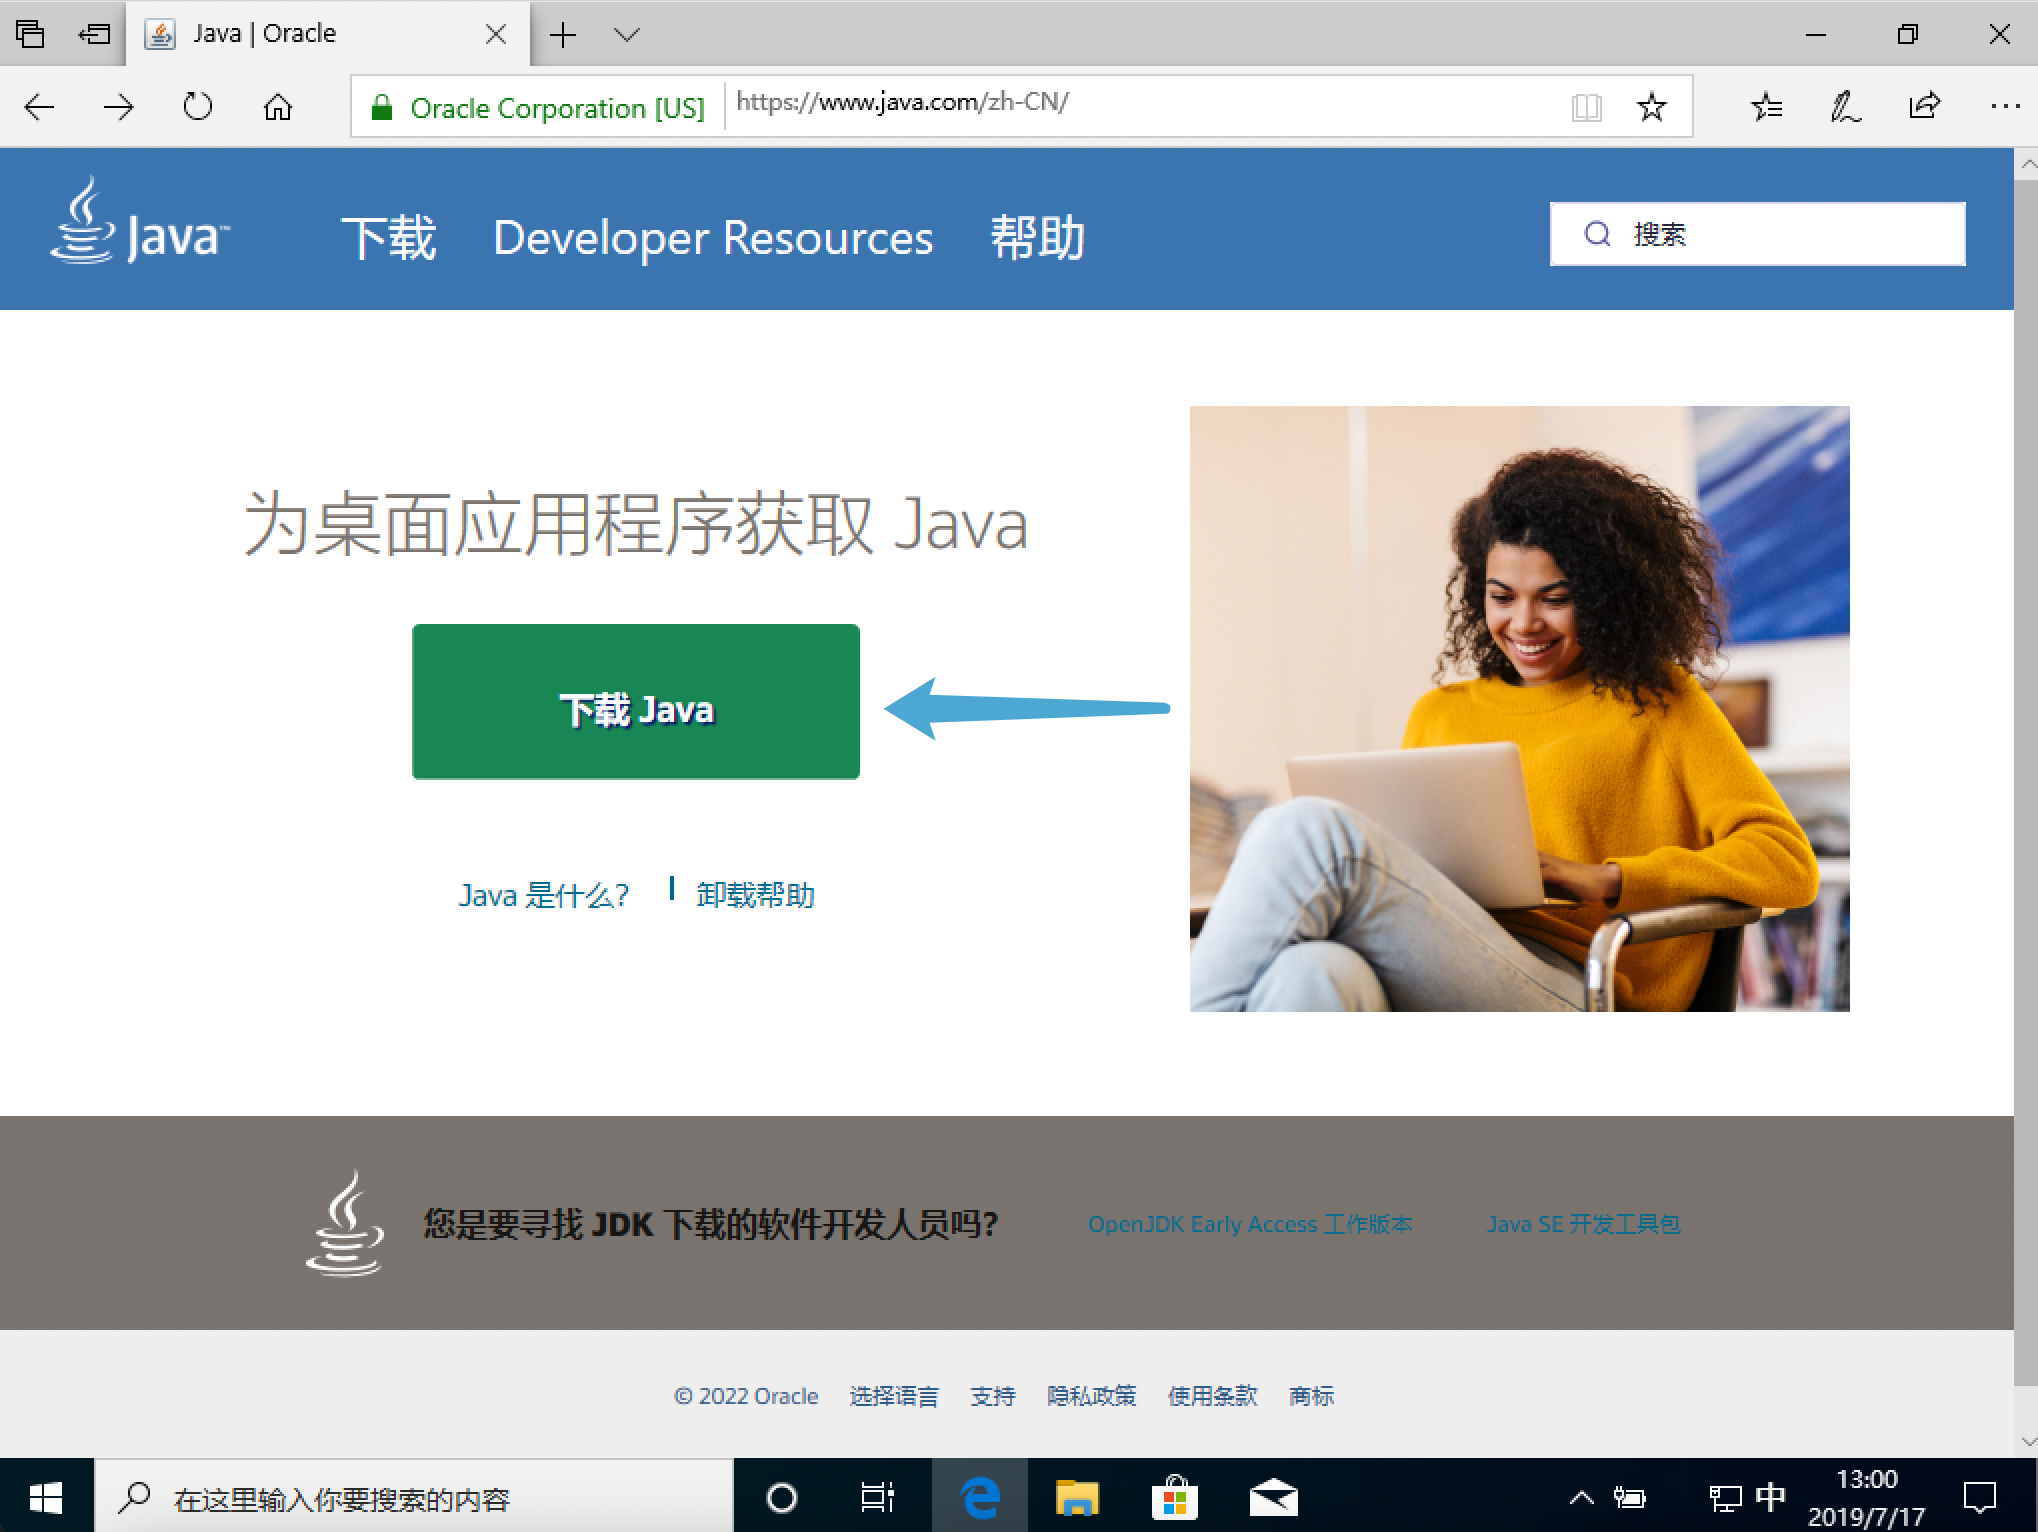 Java | Oracle
Oracle Corporation [US]
https://www.java.com/zh-CN/
Java™
下载
Developer Resources
帮助
搜索
为桌面应用程序获取 Java
下载 Java
Java 是什么?
卸载帮助
您是要寻找 JDK 下载的软件开发人员吗?
OpenJDK Early Access 工作版本
Java SE 开发工具包
© 2022 Oracle
选择语言
支持
隐私政策
使用条款
商标
在这里输入你要搜索的内容
中
13:00
2019/7/17